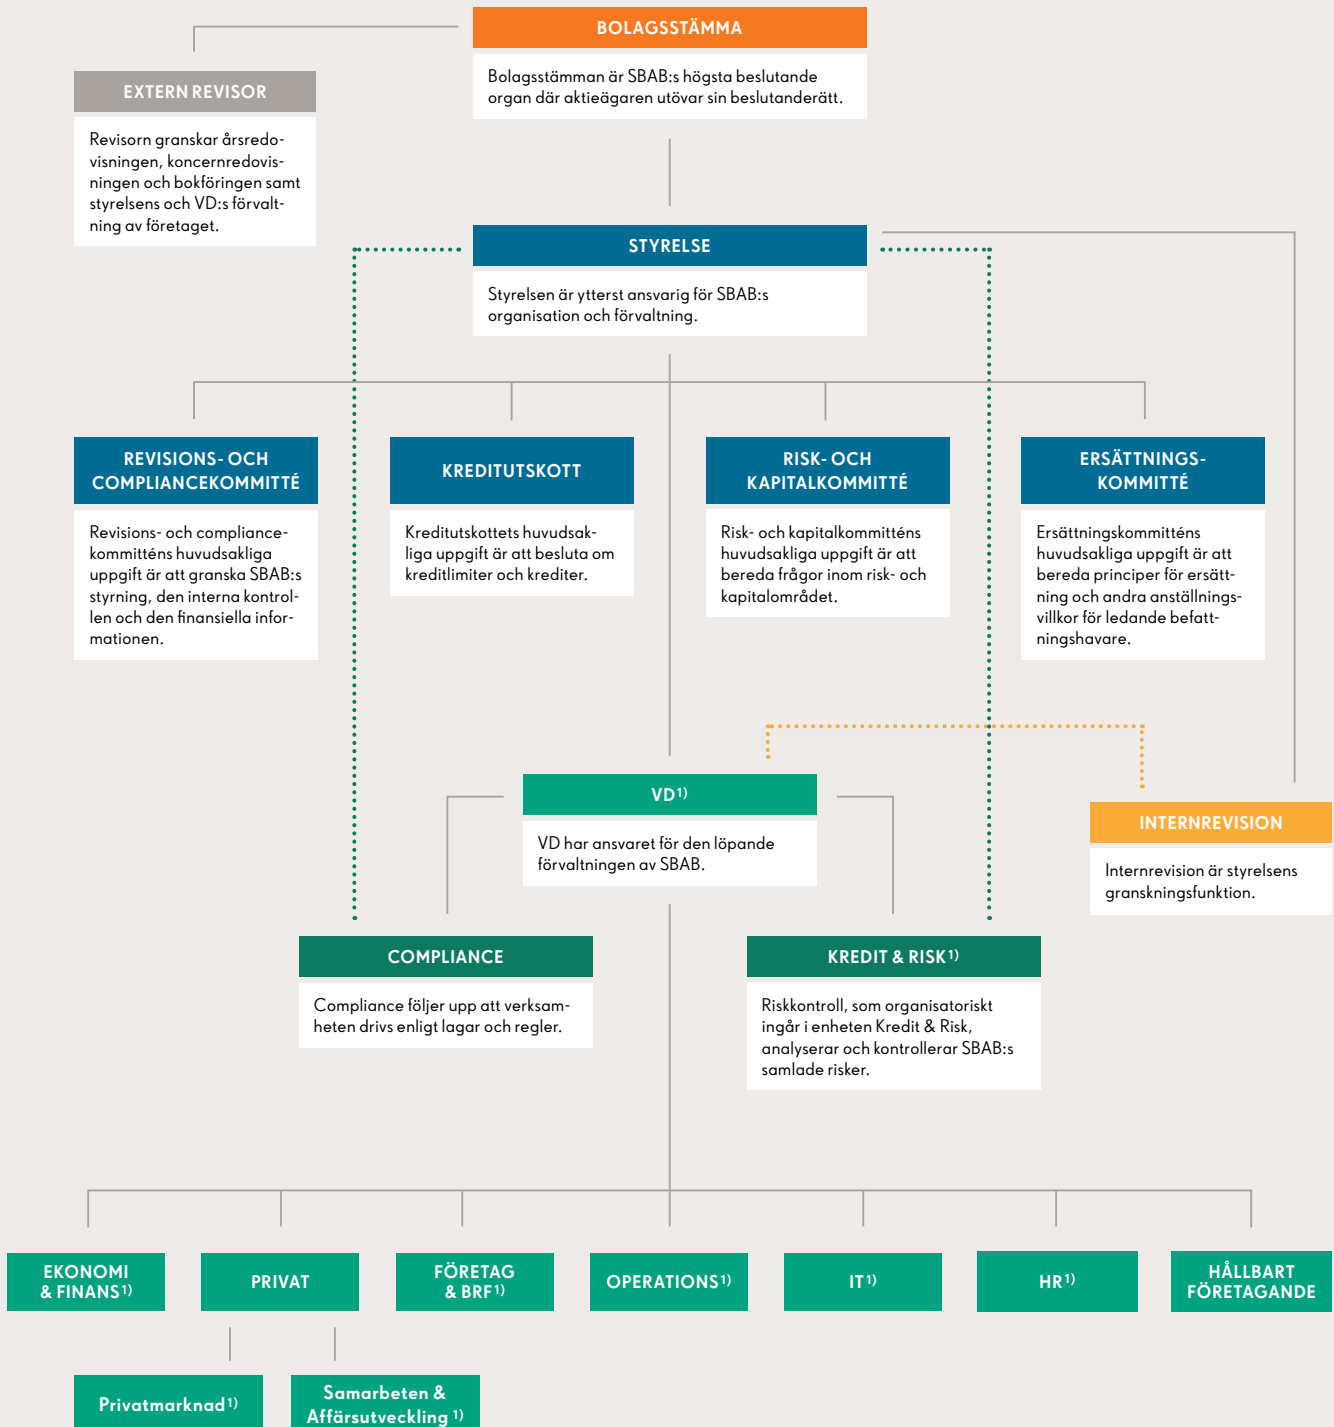 BOLAGSSTÄMMA
Bolagsstämman är SBAB:s högsta beslutande
organ där aktieägaren utövar sin beslutanderätt.
EXTERN REVISOR
Revisorn granskar årsredo-
visningen, koncernredovis-
ningen och bokföringen samt
styrelsens och VD:s förvalt-
ning av företaget.
STYRELSE
Styrelsen är ytterst ansvarig för SBAB:s
organisation och förvaltning.
REVISIONS- OCH
COMPLIANCEKOMMITTÉ
Revisions- och compliance-
kommitténs huvudsakliga
uppgift är att granska SBAB:s
styrning, den interna kontrol-
len och den finansiella infor-
mationen.
KREDITUTSKOTT
Kreditutskottets huvudsak-
liga uppgift är att besluta om
kreditlimiter och krediter.
RISK- OCH
KAPITALKOMMITTÉ
Risk- och kapitalkommitténs
huvudsakliga uppgift är att
bereda frågor inom risk- och
kapitalområdet.
ERSÄTTNINGS-
KOMMITTÉ
Ersättningskommitténs
huvudsakliga uppgift är att
bereda principer för ersätt-
ning och andra anställnings-
villkor för ledande befatt-
ningshavare.
VD¹⁾
VD har ansvaret för den löpande
förvaltningen av SBAB.
INTERNREVISION
Internrevision är styrelsens
granskningsfunktion.
COMPLIANCE
Compliance följer upp att verksam-
heten drivs enligt lagar och regler.
KREDIT & RISK¹⁾
Riskkontroll, som organisatoriskt
ingår i enheten Kredit & Risk,
analyserar och kontrollerar SBAB:s
samlade risker.
EKONOMI
& FINANS¹⁾
PRIVAT
FÖRETAG
& BRF¹⁾
OPERATIONS¹⁾
IT¹⁾
HR¹⁾
HÅLLBART
FÖRETAGANDE
Privatmarknad¹⁾
Samarbeten &
Affärsutveckling ¹⁾